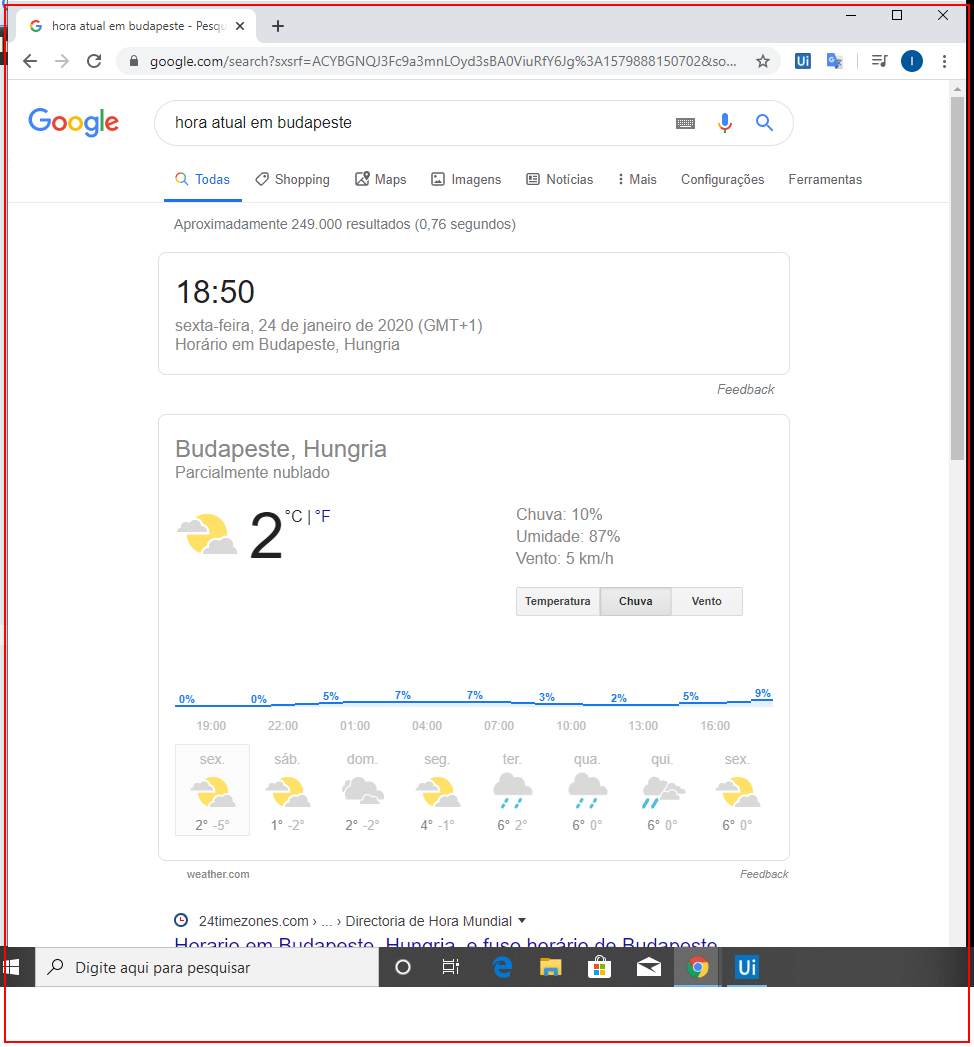 hora atual em budapeste - Pesqu
google.com/search?sxsrf=ACYBGNQJ3Fc9a3mnLOyd3sBA0ViuRfY6Jg%3A1579888150702&so...
Ui
I
Google
hora atual em budapeste
Todas Shopping Maps Imagens Notícias Mais Configurações Ferramentas
Aproximadamente 249.000 resultados (0,76 segundos)
18:50
sexta-feira, 24 de janeiro de 2020 (GMT+1)
Horário em Budapeste, Hungria
Feedback
Budapeste, Hungria
Parcialmente nublado
2 °C | °F
Chuva: 10%
Umidade: 87%
Vento: 5 km/h
Temperatura Chuva Vento
0% 0% 5% 7% 7% 3% 2% 5% 9%
19:00 22:00 01:00 04:00 07:00 10:00 13:00 16:00
sex. sáb. dom. seg. ter. qua. qui. sex.
2° -5° 1° -2° 2° -2° 4° -1° 6° 2° 6° 0° 6° 0° 6° 0°
weather.com
Feedback
24timezones.com › ... › Directoria de Hora Mundial
Horario em Budapeste, Hungria, e fuso horário de Budapeste
Digite aqui para pesquisar
Ui